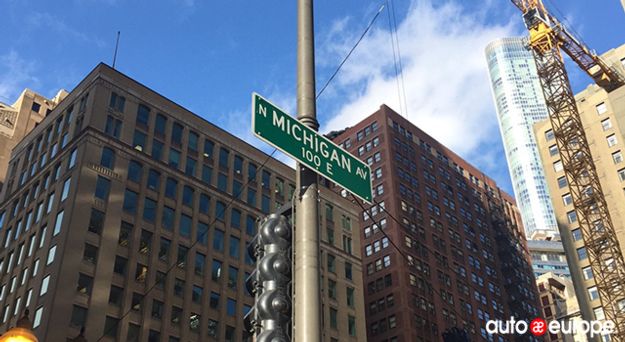 N MICHIGAN AV
100 E
auto æ europe